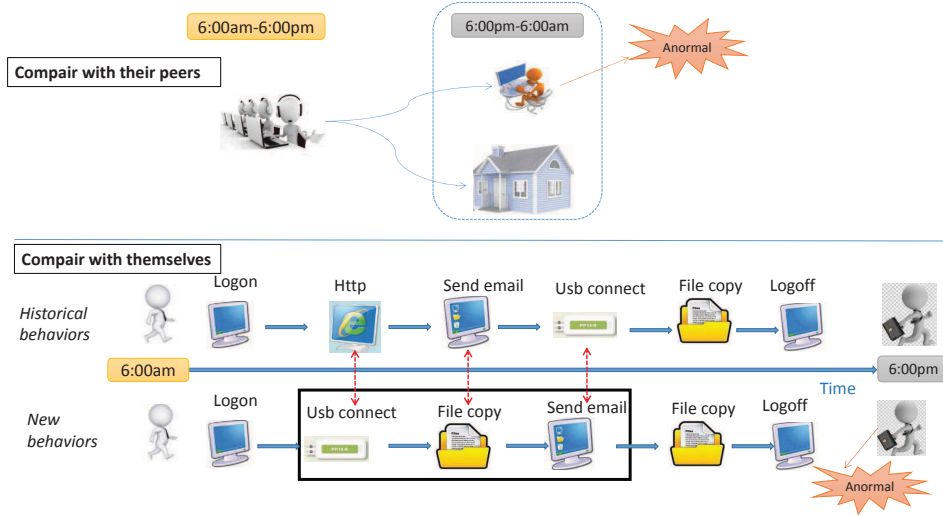 6:00am-6:00pm
6:00pm-6:00am
Anormal
Compair with their peers
Compair with themselves
Historical
behaviors
Logon
Http
Send email
Usb connect
File copy
Logoff
6:00am
6:00pm
Time
New
behaviors
Logon
Usb connect
File copy
Send email
File copy
Logoff
Anormal